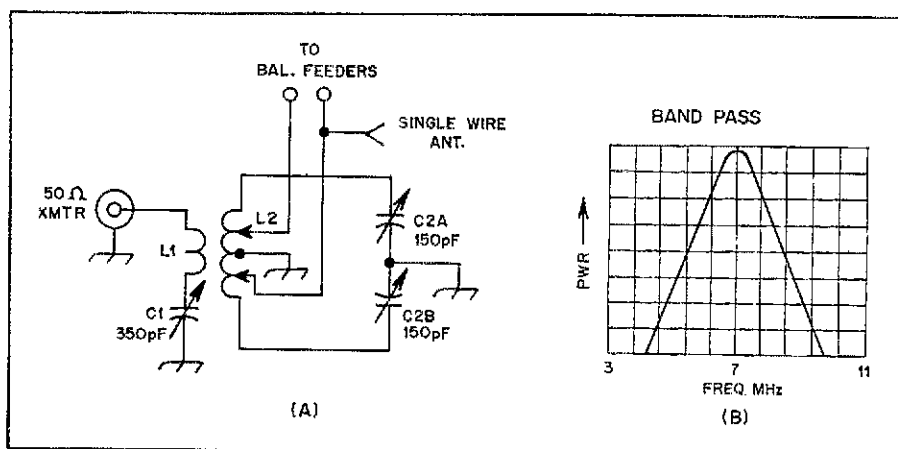 TO
BAL. FEEDERS
SINGLE WIRE
ANT.
50Ω
XMTR
L1
L2
C1
350pF
C2A
150pF
C2B
150pF
(A)
BAND PASS
PWR
3
7
11
FREQ. MHz
(B)